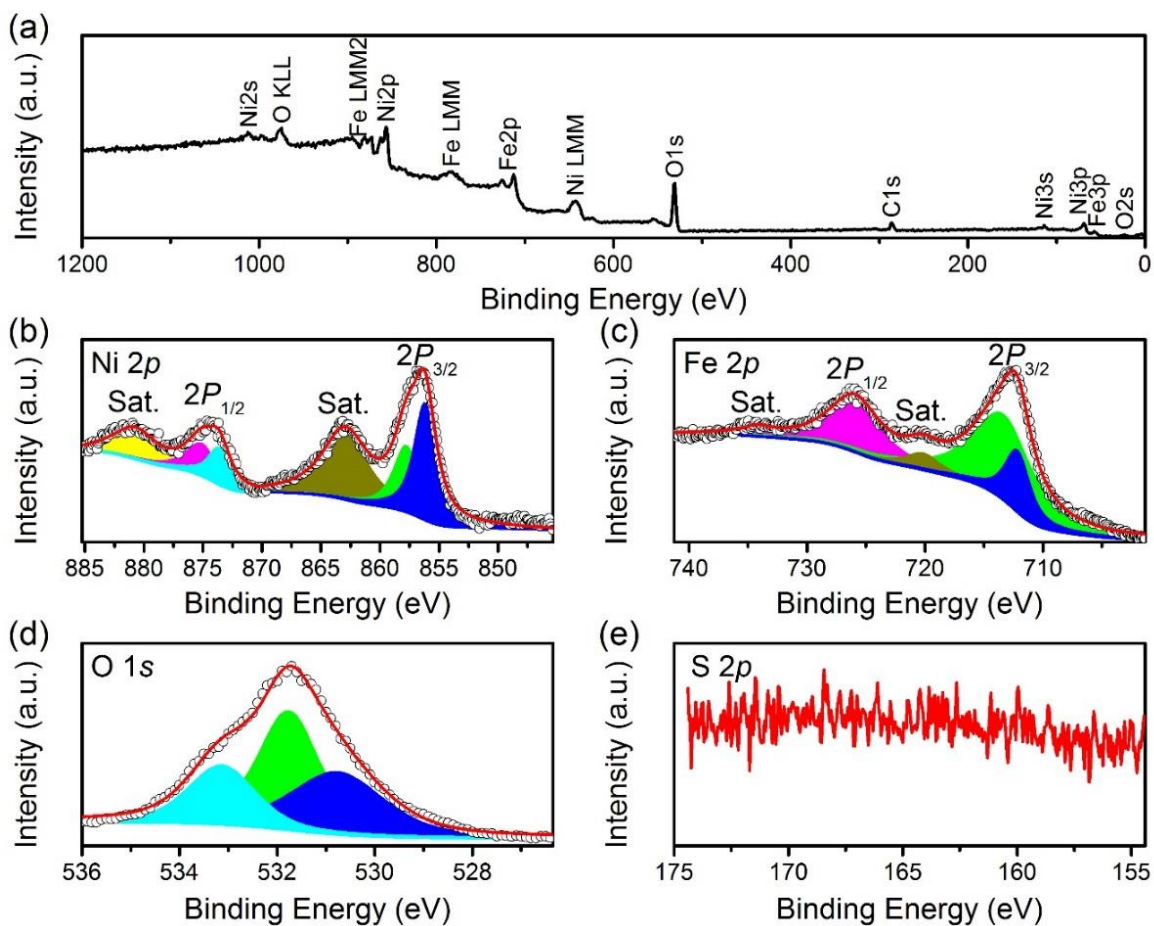 (a)
Intensity (a.u.)
Ni2s
O KLL
Fe LMM2
Ni2p
Fe LMM
Fe2p
Ni LMM
O1s
C1s
Ni3s
Ni3p
Fe3p
O2s
1200 1000 800 600 400 200 0
Binding Energy (eV)
(b)
Ni 2p
Intensity (a.u.)
Sat.
2P1/2
Sat.
2P3/2
885 880 875 870 865 860 855 850
Binding Energy (eV)
(c)
Fe 2p
Intensity (a.u.)
Sat.
2P1/2
Sat.
2P3/2
740 730 720 710
Binding Energy (eV)
(d)
O 1s
Intensity (a.u.)
536 534 532 530 528
Binding Energy (eV)
(e)
S 2p
Intensity (a.u.)
175 170 165 160 155
Binding Energy (eV)